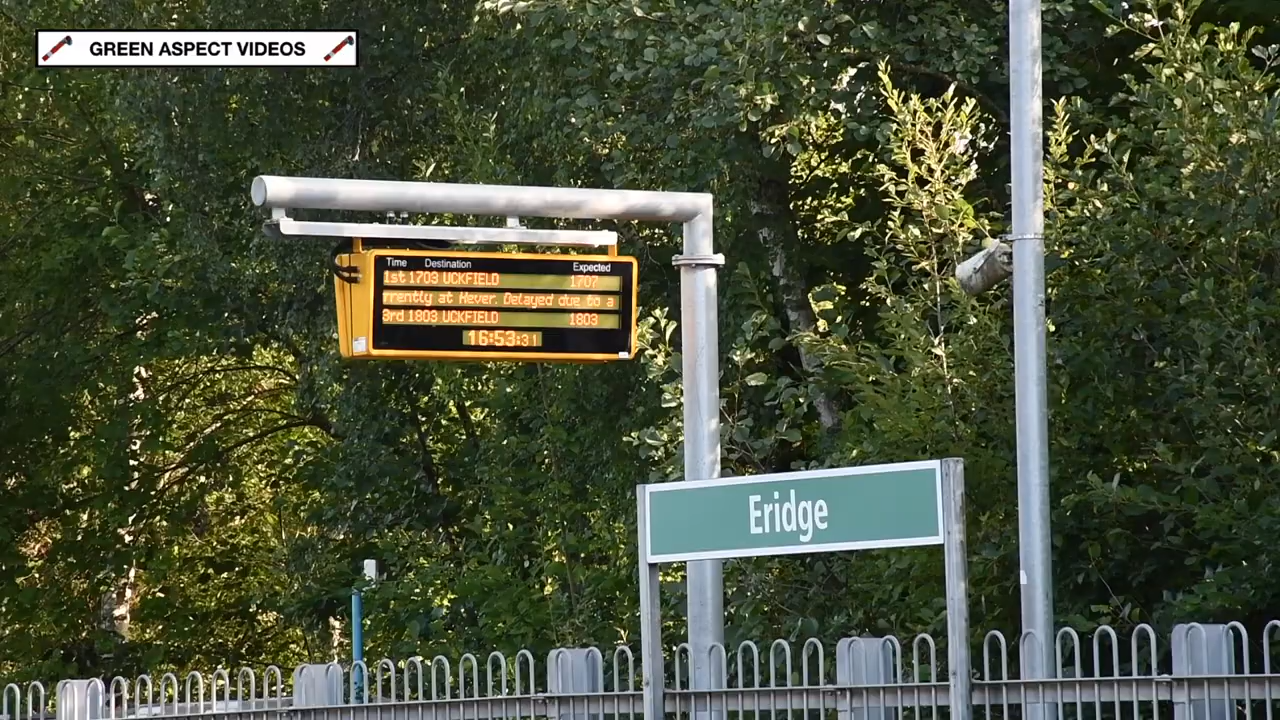 GREEN ASPECT VIDEOS
Time Destination Expected
1st 1703 UCKFIELD 1707
rrently at Hever. Delayed due to a
3rd 1803 UCKFIELD 1803
16:53:31
Eridge